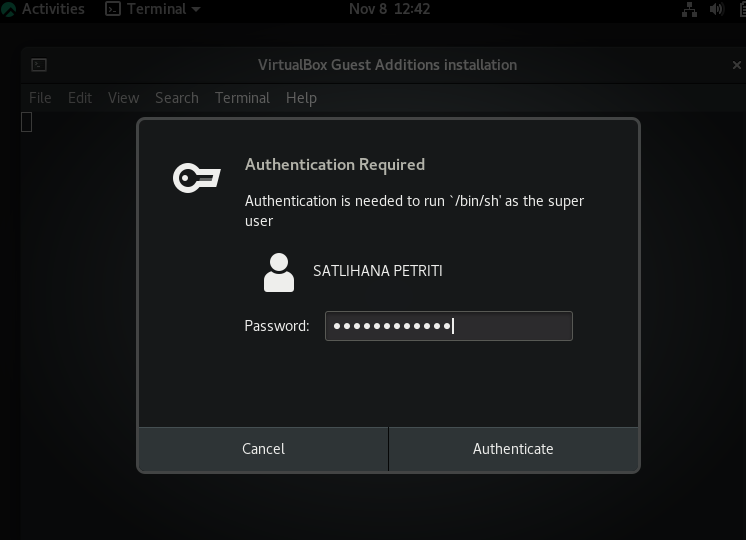 Activities Terminal Nov 8 12:42
VirtualBox Guest Additions installation ×
File Edit View Search Terminal Help
Authentication Required
Authentication is needed to run `/bin/sh' as the super
user
SATLIHANA PETRITI
Password: ●●●●●●●●●●●●
Cancel Authenticate